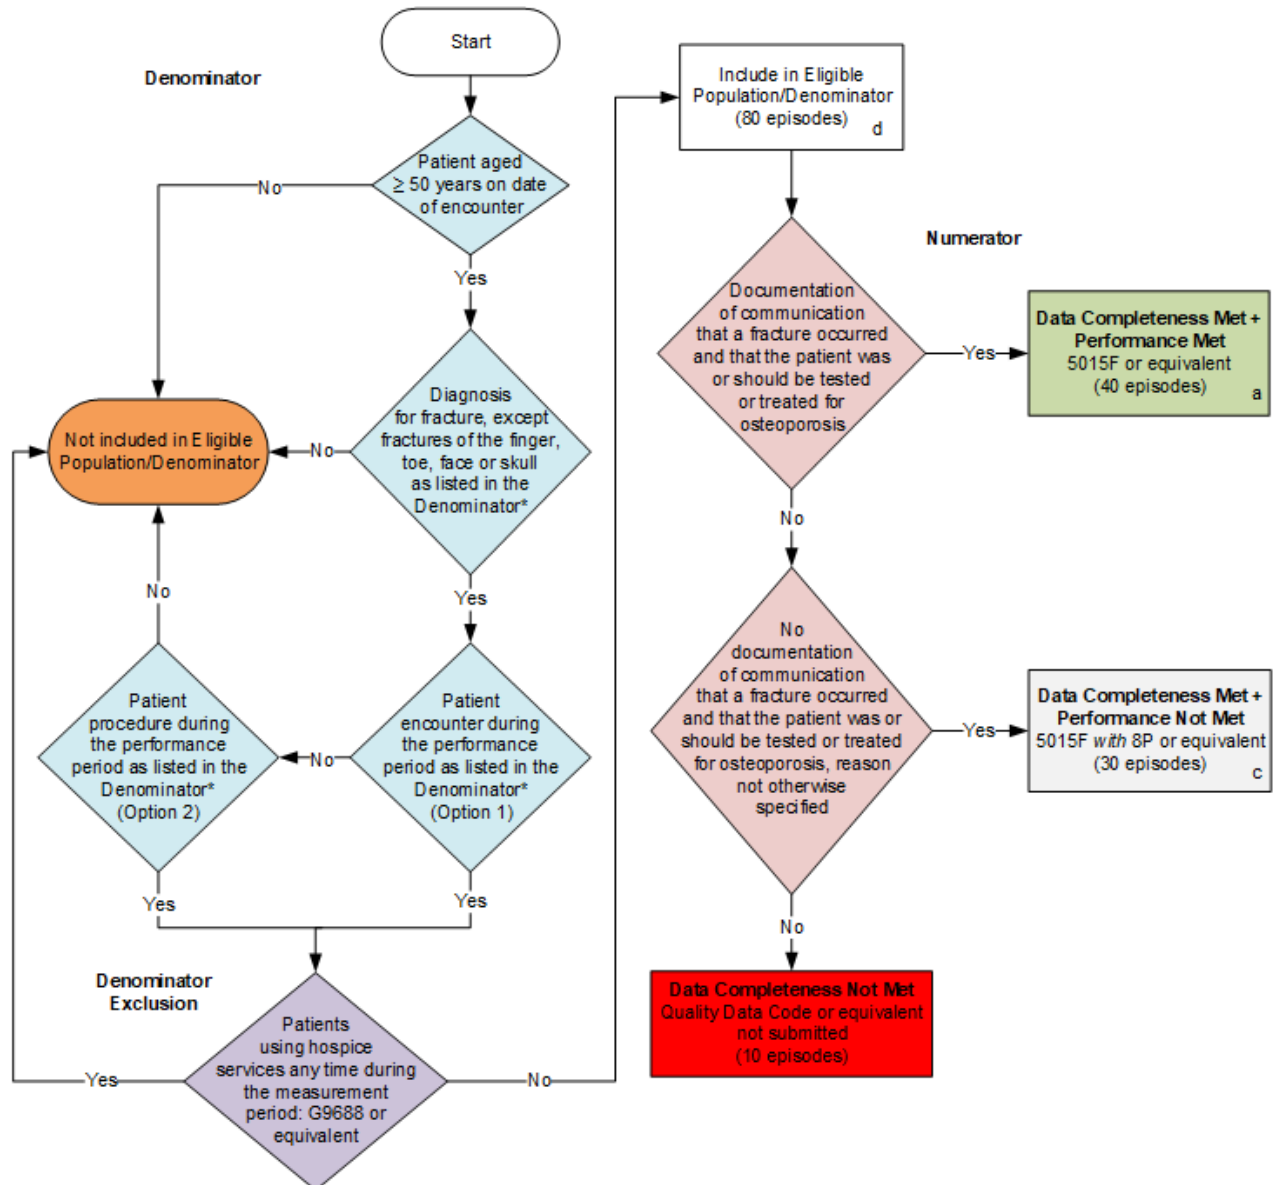 Start
Denominator
Patient aged
≥ 50 years on date
of encounter
No
Yes
Diagnosis
for fracture, except
fractures of the finger,
toe, face or skull
as listed in the
Denominator*
No
Not included in Eligible
Population/Denominator
Yes
Patient
encounter during
the performance
period as listed in the
Denominator*
(Option 1)
No
Patient
procedure during
the performance
period as listed in the
Denominator*
(Option 2)
No
Yes
Yes
Denominator
Exclusion
Patients
using hospice
services any time during
the measurement
period: G9688 or
equivalent
Yes
No
Include in Eligible
Population/Denominator
(80 episodes)
d
Numerator
Documentation
of communication
that a fracture occurred
and that the patient was
or should be tested
or treated for
osteoporosis
Yes
Data Completeness Met +
Performance Met
5015F or equivalent
(40 episodes)
a
No
No
documentation
of communication
that a fracture occurred
and that the patient was or
should be tested or treated
for osteoporosis, reason
not otherwise
specified
Yes
Data Completeness Met +
Performance Not Met
5015F with 8P or equivalent
(30 episodes)
c
No
Data Completeness Not Met
Quality Data Code or equivalent
not submitted
(10 episodes)